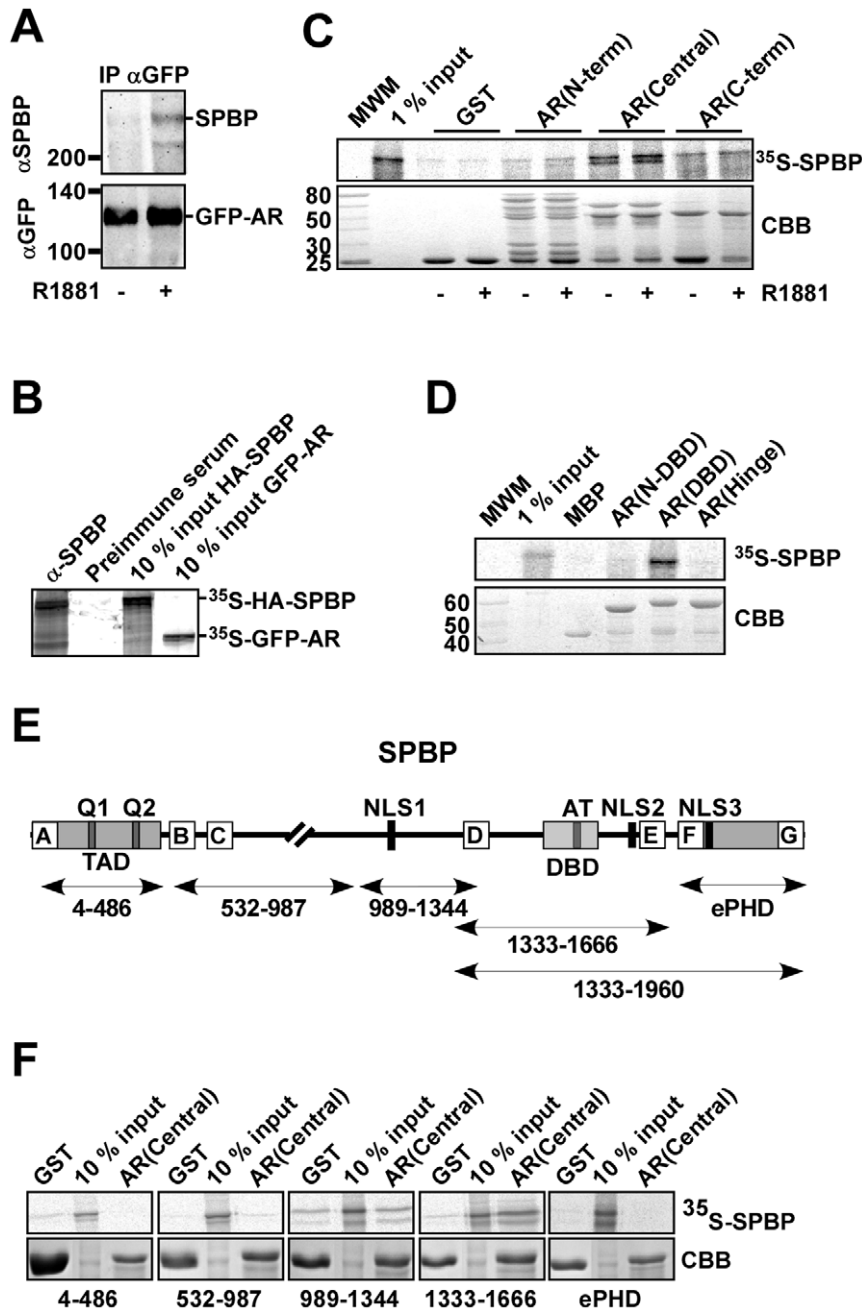 A
IP αGFP
αSPBP
SPBP
200
140
αGFP
GFP-AR
100
R1881 - +
C
MWM
1 % input
GST
AR(N-term)
AR(Central)
AR(C-term)
35S-SPBP
80
50
30
25
CBB
- + - + - + - + R1881
B
α-SPBP
Preimmune serum
10 % input HA-SPBP
10 % input GFP-AR
35S-HA-SPBP
35S-GFP-AR
D
MWM
1 % input
MBP
AR(N-DBD)
AR(DBD)
AR(Hinge)
35S-SPBP
60
50
40
CBB
E
SPBP
Q1 Q2 NLS1 AT NLS2 NLS3
A B C D E F G
TAD DBD
4-486 532-987 989-1344 ePHD
1333-1666
1333-1960
F
GST 10 % input AR(Central) GST 10 % input AR(Central) GST 10 % input AR(Central) GST 10 % input AR(Central) GST 10 % input AR(Central)
35S-SPBP
CBB
4-486 532-987 989-1344 1333-1666 ePHD